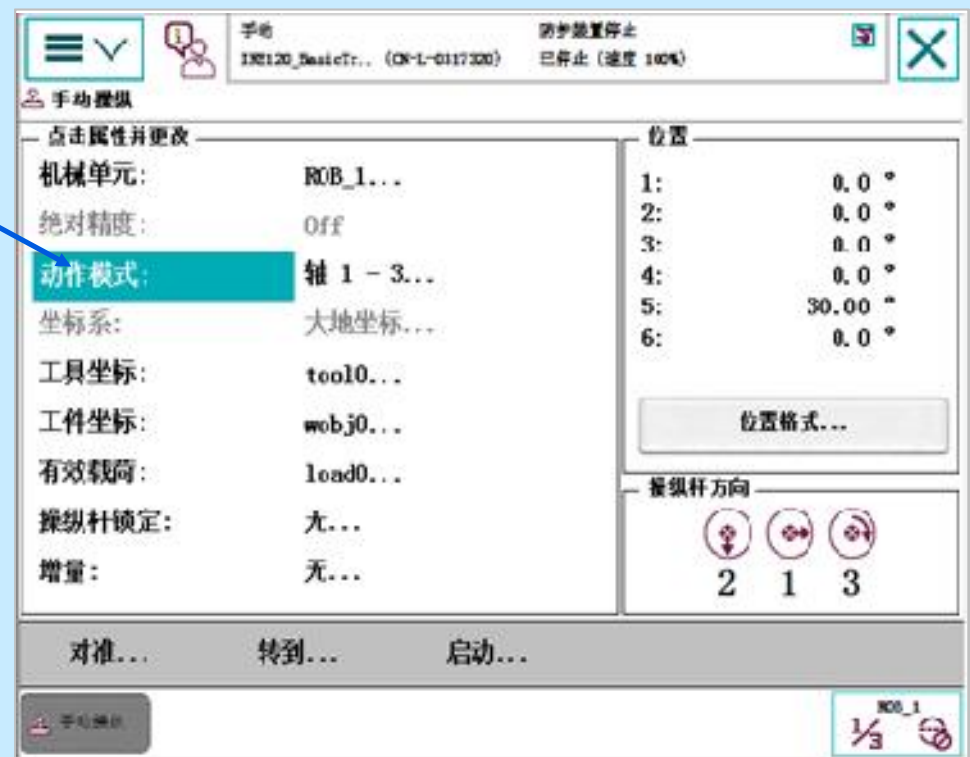 手动
防护装置停止
IRB120_BasicTr.. (CN-L-0117320)
已停止 (速度 100%)
手动操纵
点击属性并更改
机械单元: ROB_1...
绝对精度: Off
动作模式: 轴 1 - 3...
坐标系: 大地坐标...
工具坐标: tool0...
工件坐标: wobj0...
有效载荷: load0...
操纵杆锁定: 无...
增量: 无...
位置
1: 0.0 °
2: 0.0 °
3: 0.0 °
4: 0.0 °
5: 30.00 °
6: 0.0 °
位置格式...
操纵杆方向
2 1 3
对准... 转到... 启动...
手动操纵
ROB_1
1/3